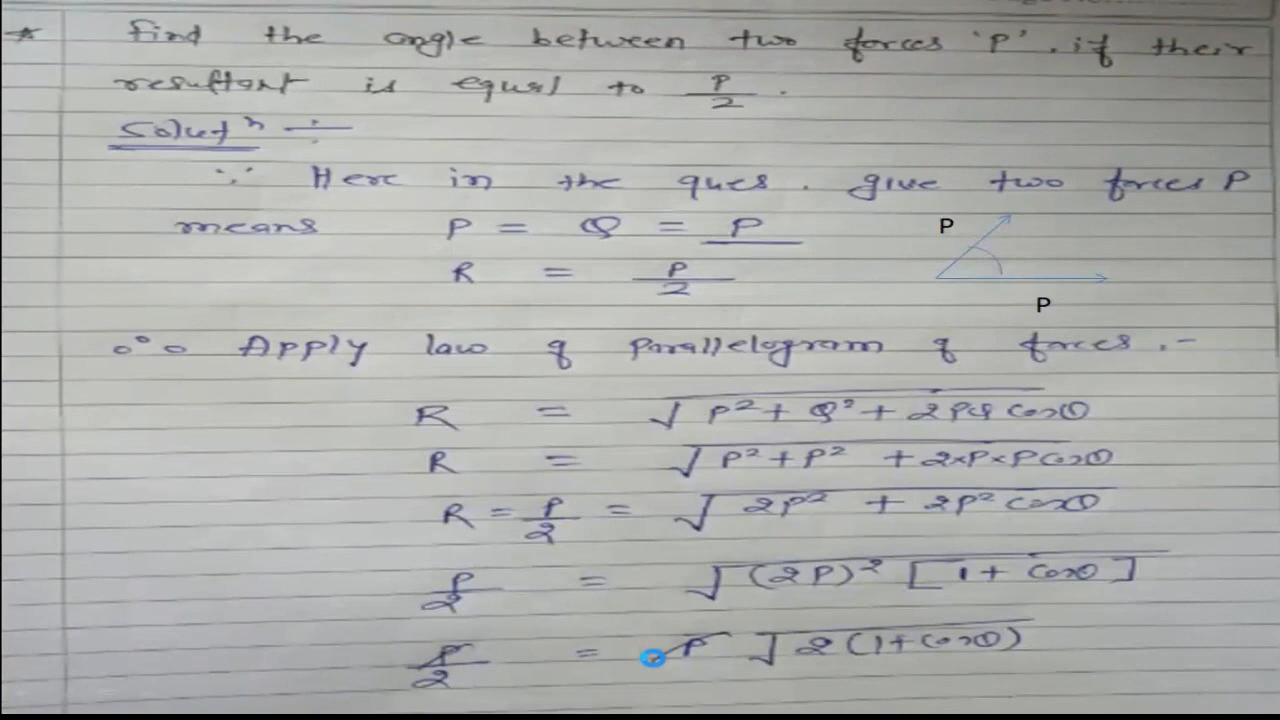 * Find the angle between two forces 'P'. if their
resultant is equal to P/2 .
Solutⁿ ÷
∵ Here in the ques. give two forces P
means P = Q = P
P
R = P/2
P
∴ Apply law of Parallelogram of forces .-
R = √P² + Q² + 2PQ cosθ
R = √P² + P² + 2×P×P cosθ
R = P/2 = √2P² + 2P² cosθ
P/2 = √(2P)² [1 + cosθ]
P/2 = P √2(1+cosθ)